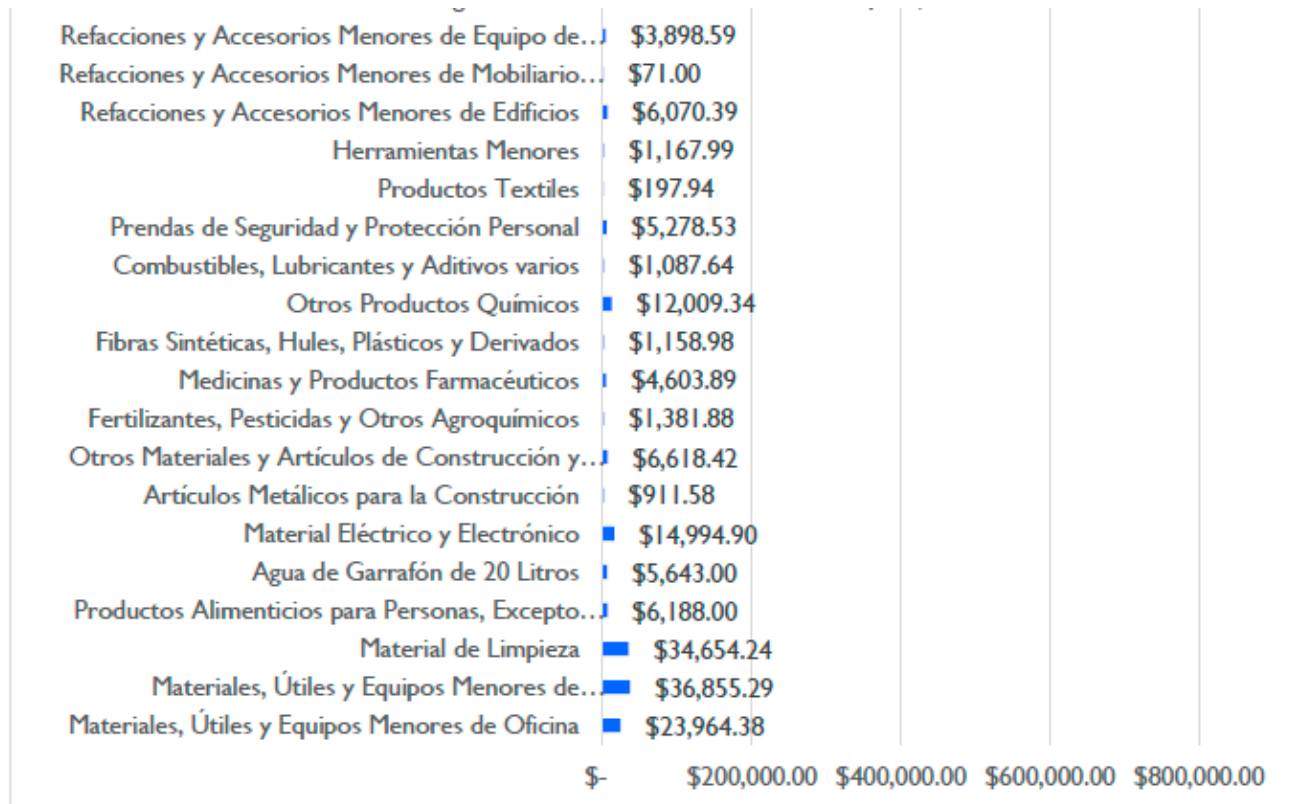 Refacciones y Accesorios Menores de Equipo de... $3,898.59
Refacciones y Accesorios Menores de Mobiliario... $71.00
Refacciones y Accesorios Menores de Edificios $6,070.39
Herramientas Menores $1,167.99
Productos Textiles $197.94
Prendas de Seguridad y Protección Personal $5,278.53
Combustibles, Lubricantes y Aditivos varios $1,087.64
Otros Productos Químicos $12,009.34
Fibras Sintéticas, Hules, Plásticos y Derivados $1,158.98
Medicinas y Productos Farmacéuticos $4,603.89
Fertilizantes, Pesticidas y Otros Agroquímicos $1,381.88
Otros Materiales y Artículos de Construcción y... $6,618.42
Artículos Metálicos para la Construcción $911.58
Material Eléctrico y Electrónico $14,994.90
Agua de Garrafón de 20 Litros $5,643.00
Productos Alimenticios para Personas, Excepto... $6,188.00
Material de Limpieza $34,654.24
Materiales, Útiles y Equipos Menores de... $36,855.29
Materiales, Útiles y Equipos Menores de Oficina $23,964.38
$- $200,000.00 $400,000.00 $600,000.00 $800,000.00